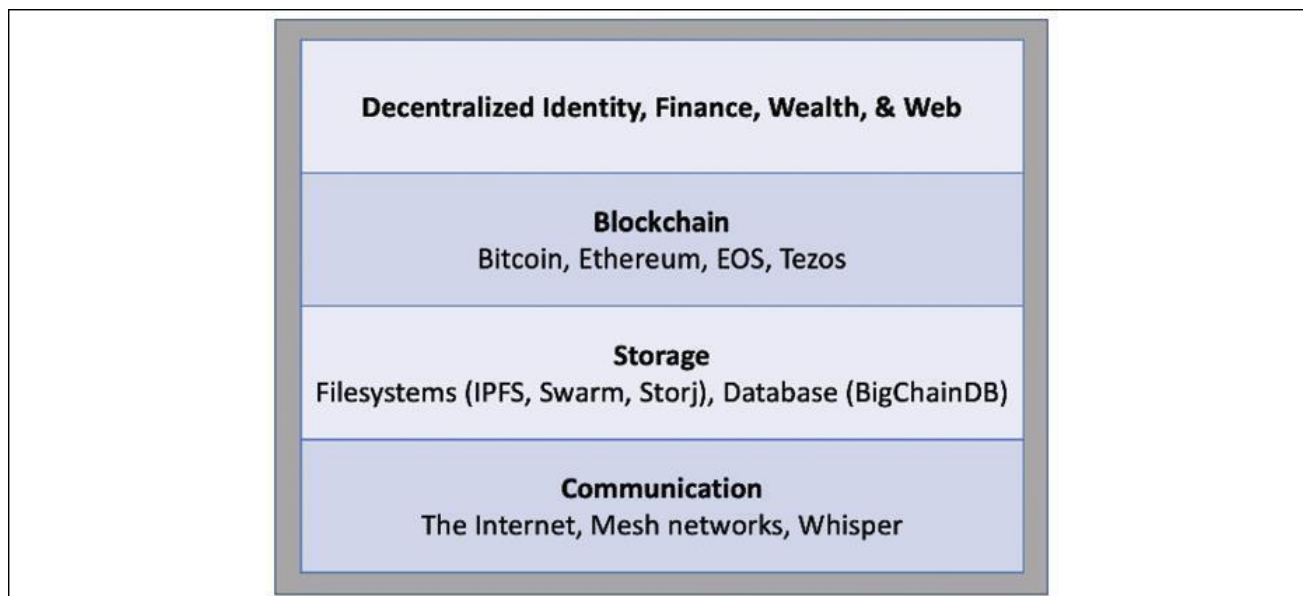 Decentralized Identity, Finance, Wealth, & Web
Blockchain
Bitcoin, Ethereum, EOS, Tezos
Storage
Filesystems (IPFS, Swarm, Storj), Database (BigChainDB)
Communication
The Internet, Mesh networks, Whisper